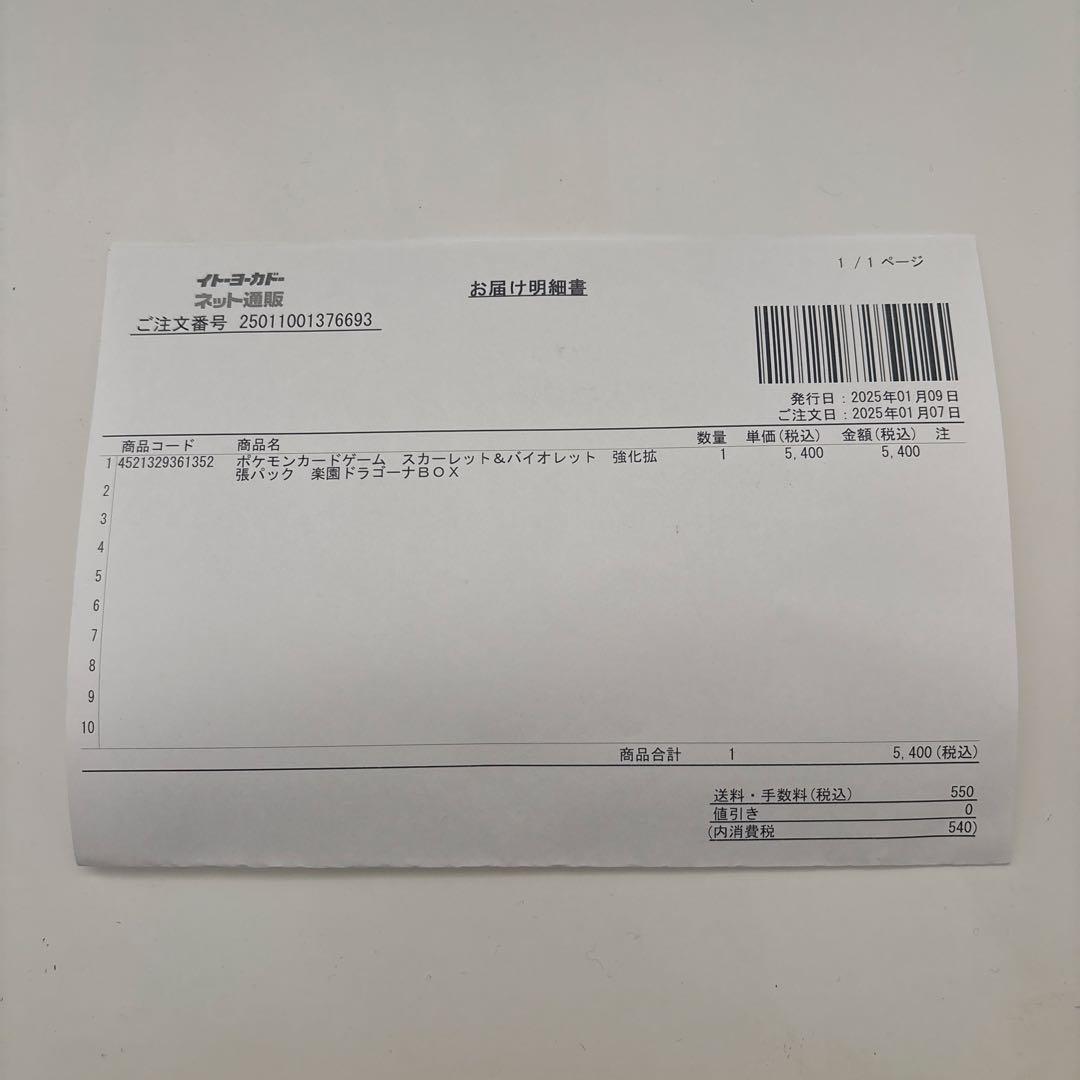 1 / 1 ページ
イトーヨーカドー
ネット通販
お届け明細書
ご注文番号 25011001376693
発行日：2025年01月09日
ご注文日：2025年01月07日
商品コード 商品名 数量 単価(税込) 金額(税込) 注
1 4521329361352 ポケモンカードゲーム　スカーレット＆バイオレット　強化拡 1 5,400 5,400
張パック　楽園ドラゴーナＢＯＸ
2
3
4
5
6
7
8
9
10
商品合計 1 5,400(税込)
送料・手数料(税込) 550
値引き 0
(内消費税 540)